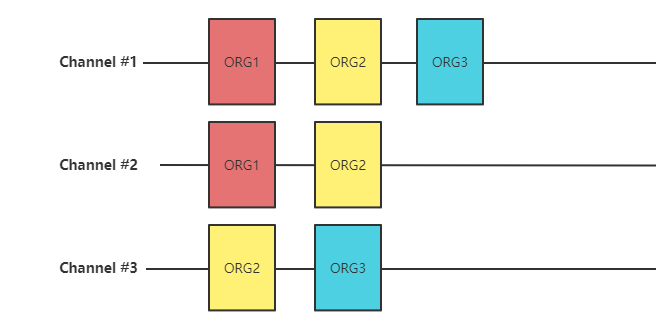 Channel #1 ORG1 ORG2 ORG3
Channel #2 ORG1 ORG2
Channel #3 ORG2 ORG3